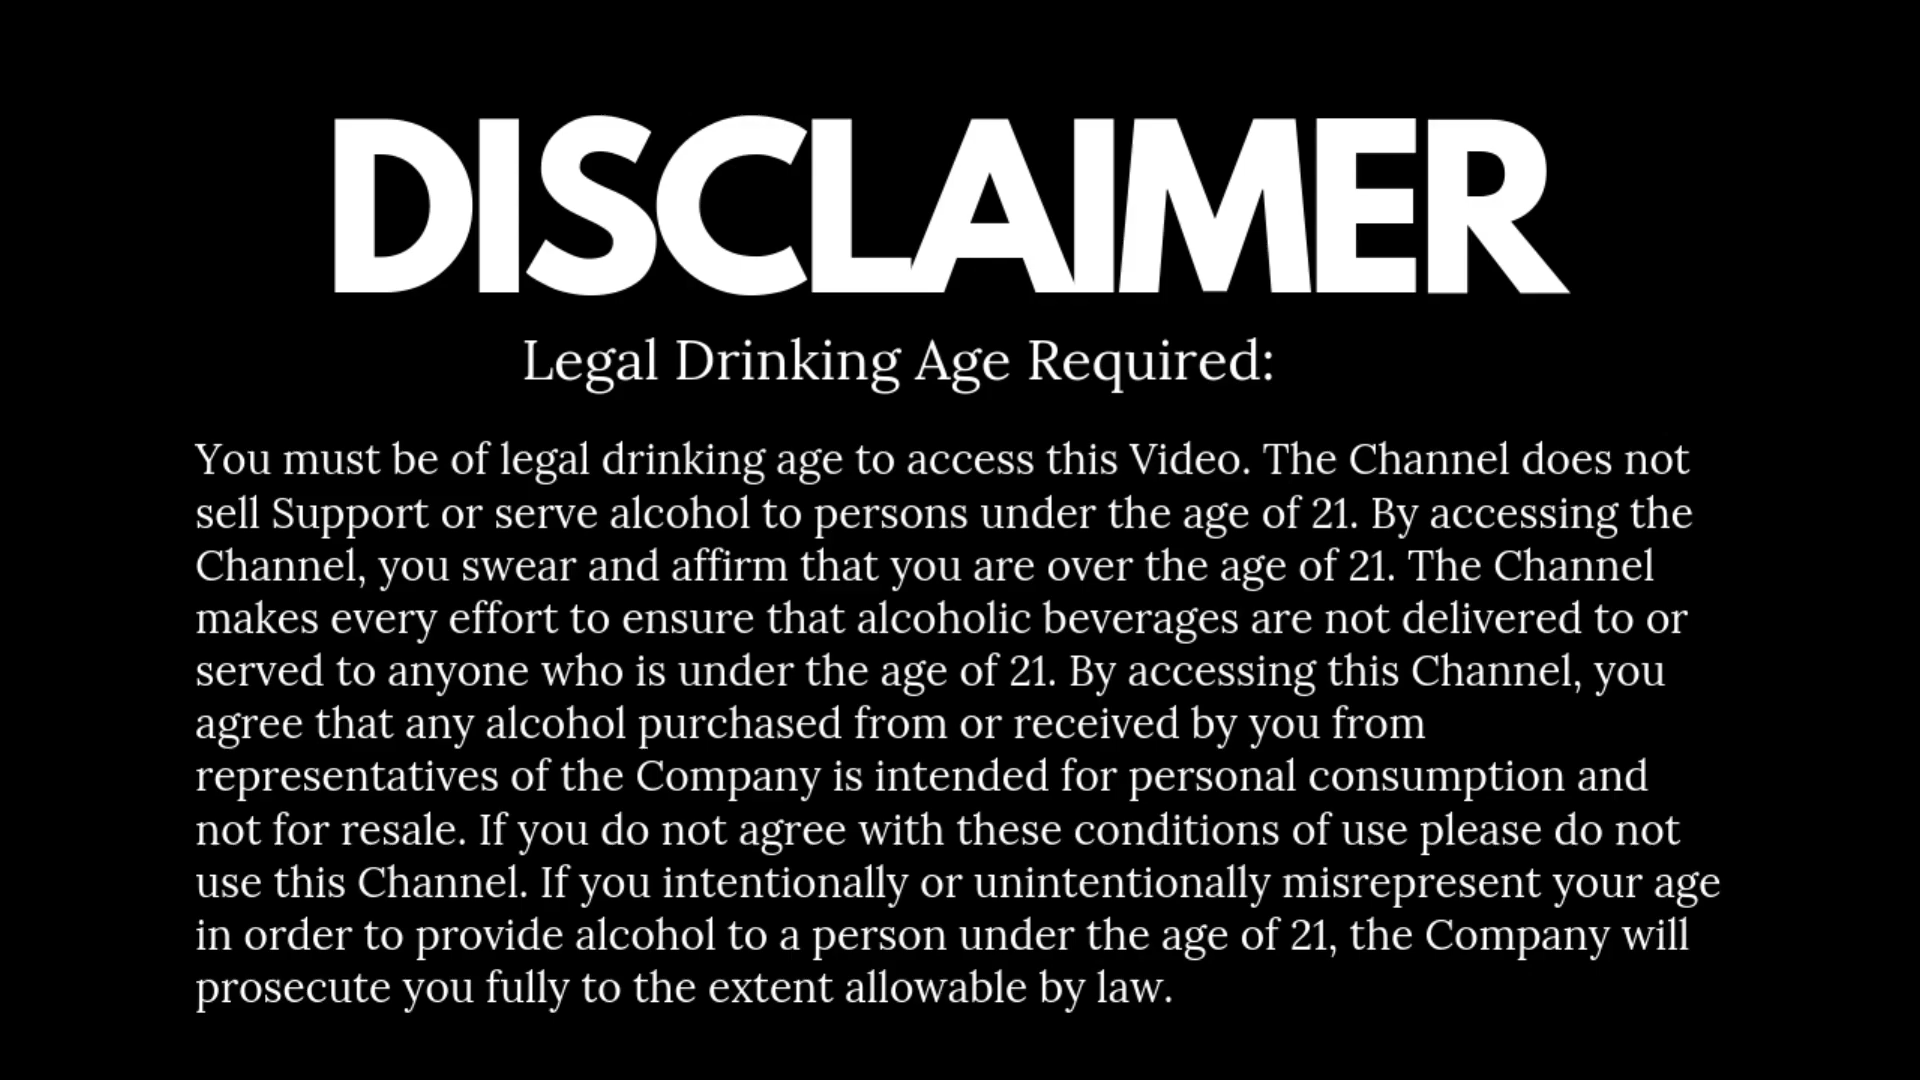 DISCLAIMER
Legal Drinking Age Required:
You must be of legal drinking age to access this Video. The Channel does not
sell Support or serve alcohol to persons under the age of 21. By accessing the
Channel, you swear and affirm that you are over the age of 21. The Channel
makes every effort to ensure that alcoholic beverages are not delivered to or
served to anyone who is under the age of 21. By accessing this Channel, you
agree that any alcohol purchased from or received by you from
representatives of the Company is intended for personal consumption and
not for resale. If you do not agree with these conditions of use please do not
use this Channel. If you intentionally or unintentionally misrepresent your age
in order to provide alcohol to a person under the age of 21, the Company will
prosecute you fully to the extent allowable by law.